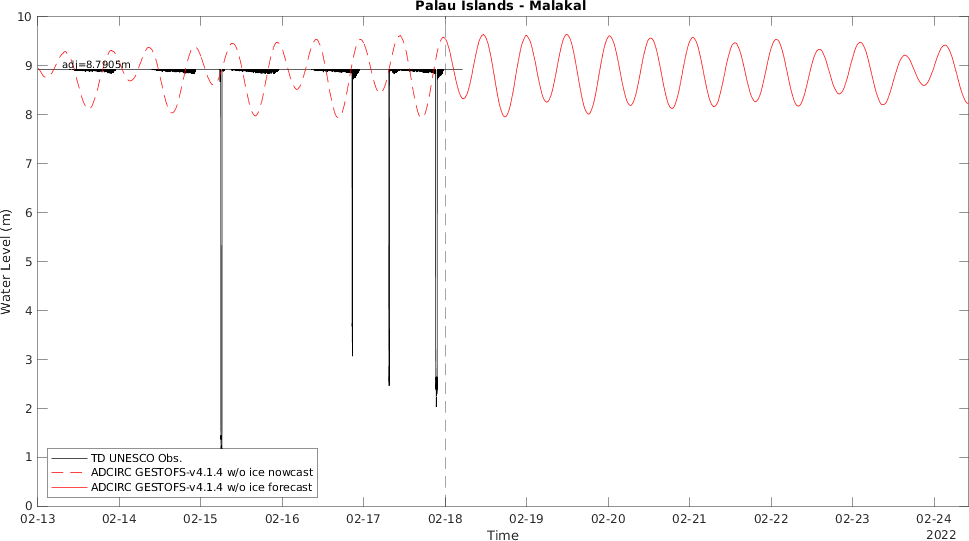 Palau Islands - Malakal
10
9
8
7
6
5
4
3
2
1
0
Water Level (m)
adj=8.7905m
TD UNESCO Obs.
ADCIRC GESTOFS-v4.1.4 w/o ice nowcast
ADCIRC GESTOFS-v4.1.4 w/o ice forecast
02-13 02-14 02-15 02-16 02-17 02-18 02-19 02-20 02-21 02-22 02-23 02-24
Time
2022